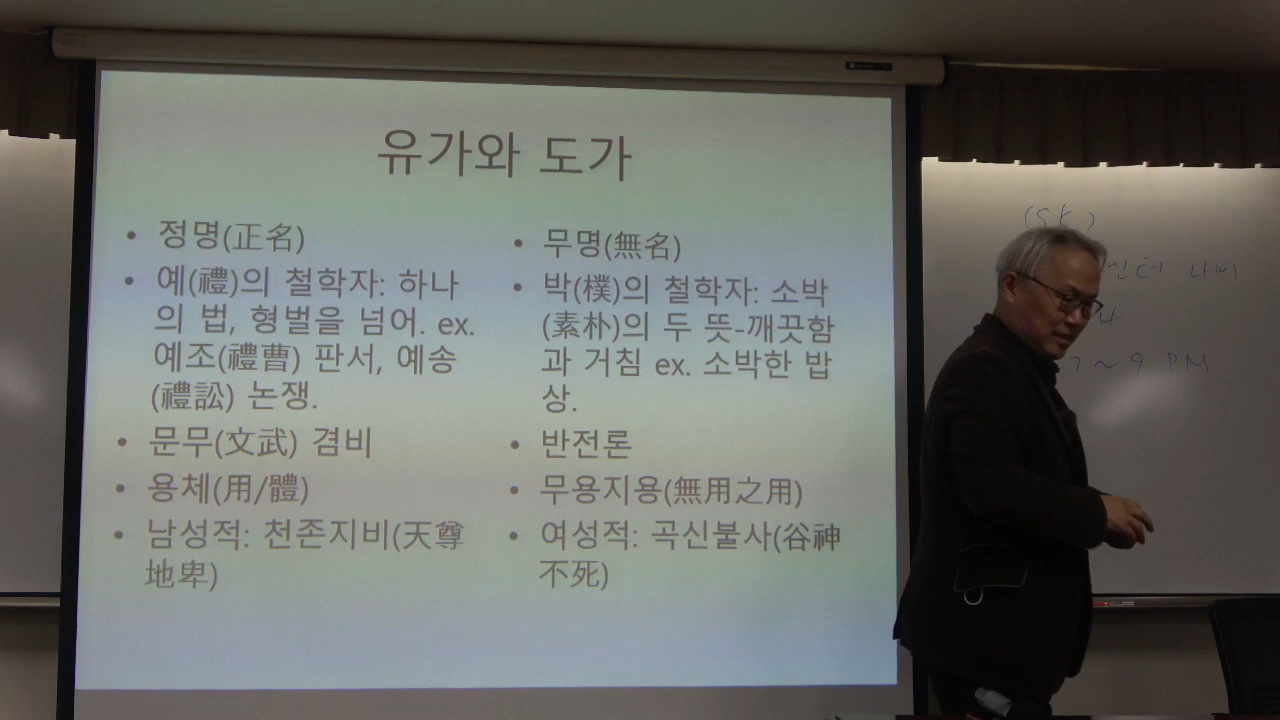 유가와 도가
• 정명(正名)
• 예(禮)의 철학자: 하나
의 법, 형벌을 넘어. ex.
예조(禮曹) 판서, 예송
(禮訟) 논쟁.
• 문무(文武) 겸비
• 용체(用/體)
• 남성적: 천존지비(天尊
地卑)
• 무명(無名)
• 박(樸)의 철학자: 소박
(素朴)의 두 뜻-깨끗함
과 거침 ex. 소박한 밥
상.
• 반전론
• 무용지용(無用之用)
• 여성적: 곡신불사(谷神
不死)
7~9 PM